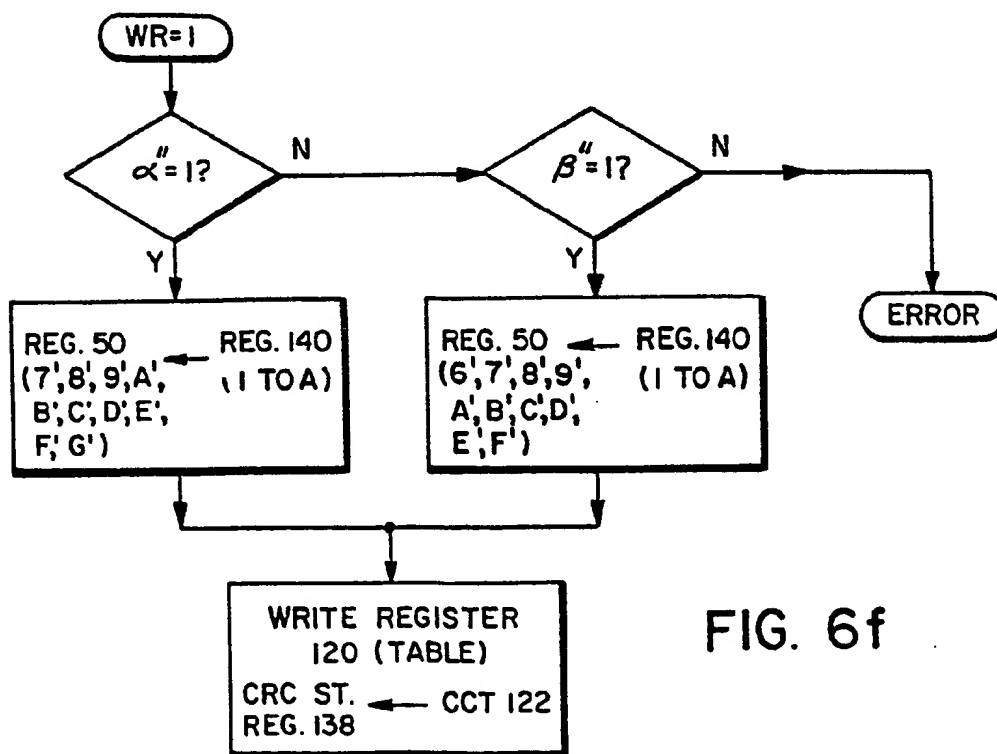 WR=1
α"=1?
N
β"=1?
N
Y
Y
ERROR
REG. 50 ← REG. 140
(7',8',9',A', (1 TO A)
B',C',D',E',
F',G')
REG. 50 ← REG. 140
(6',7',8',9', (1 TO A)
A',B',C',D',
E',F')
WRITE REGISTER
120 (TABLE)
CRC ST. ← CCT 122
REG. 138
FIG. 6f